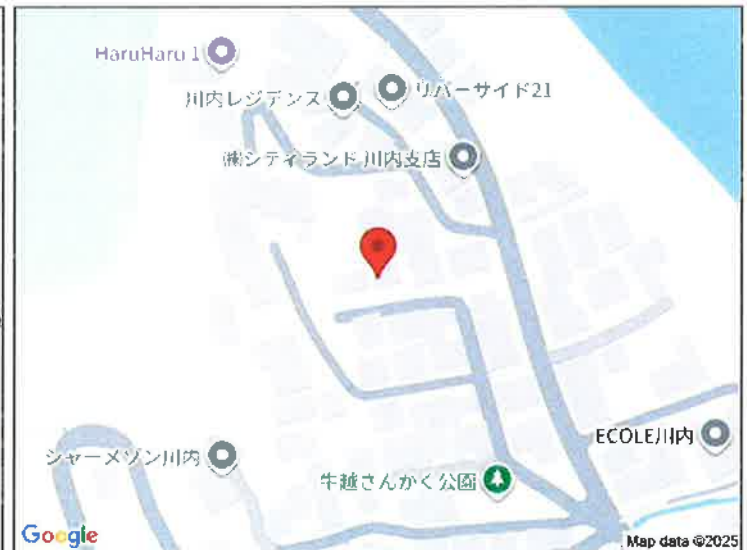 HaruHaru 1
川内レジデンス
リバーサイド21
㈱シティランド 川内支店
ECOLE川内
シャーメゾン川内
牛越さんかく公園
Google
Map data ©2025